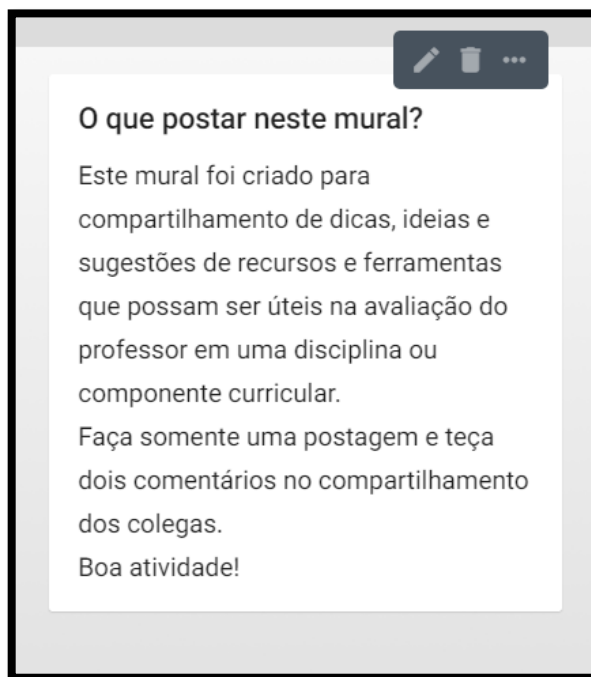 O que postar neste mural?
Este mural foi criado para
compartilhamento de dicas, ideias e
sugestões de recursos e ferramentas
que possam ser úteis na avaliação do
professor em uma disciplina ou
componente curricular.
Faça somente uma postagem e teça
dois comentários no compartilhamento
dos colegas.
Boa atividade!